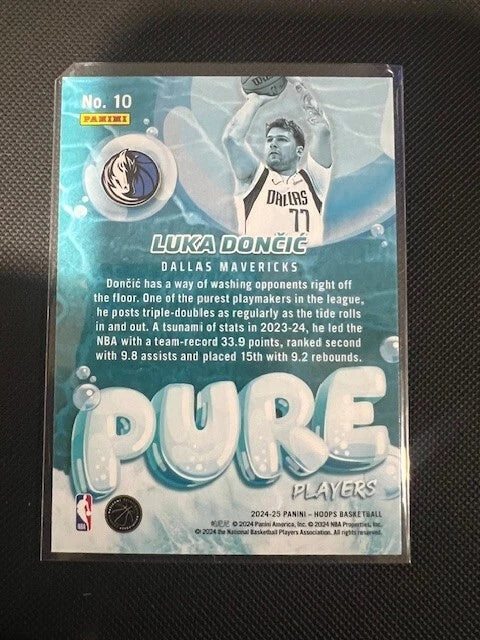 No. 10
PANINI
DALLAS
77
LUKA DONČIĆ
DALLAS MAVERICKS
Dončić has a way of washing opponents right off
the floor. One of the purest playmakers in the league,
he posts triple-doubles as regularly as the tide rolls
in and out. A tsunami of stats in 2023-24, he led the
NBA with a team-record 33.9 points, ranked second
with 9.8 assists and placed 15th with 9.2 rebounds.
PURE
PLAYERS
2024-25 PANINI – HOOPS BASKETBALL
© 2024 Panini America, Inc. © 2024 NBA Properties, Inc.
© 2024 the National Basketball Players Association. All rights reserved.
NBA